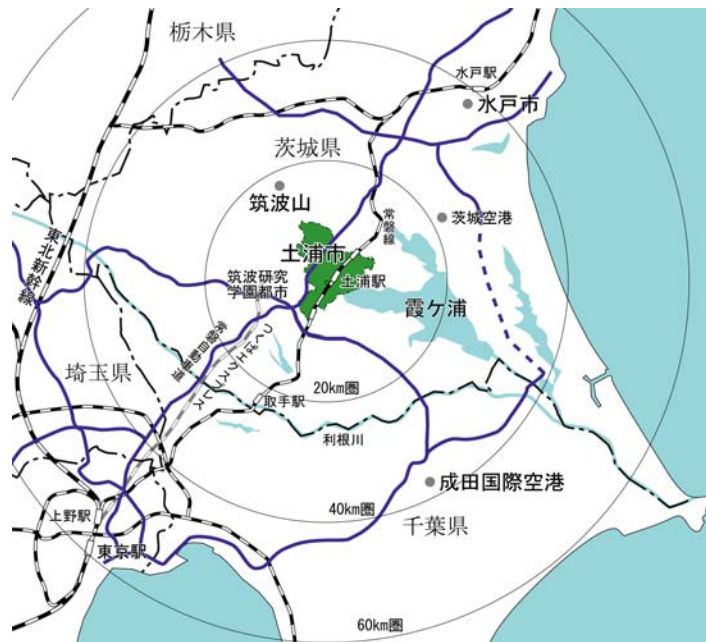 栃木県
水戸駅
水戸市
茨城県
筑波山
常磐線
茨城空港
土浦市
東北新幹線
筑波研究
学園都市
土浦駅
霞ケ浦
常磐自動車道
つくばエクスプレス
埼玉県
20km圏
取手駅
利根川
成田国際空港
上野駅
40km圏
千葉県
東京駅
60km圏